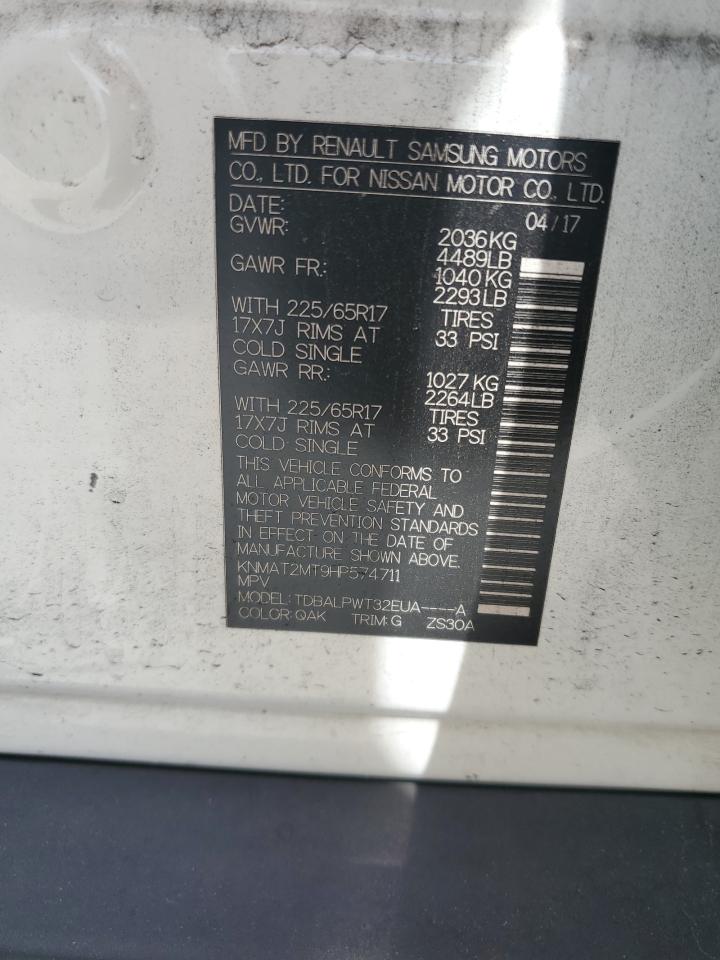 MFD BY RENAULT SAMSUNG MOTORS
CO., LTD. FOR NISSAN MOTOR CO., LTD.
DATE: 04/17
GVWR: 2036KG
4489LB
GAWR FR: 1040KG
2293LB
WITH 225/65R17 TIRES
17X7J RIMS AT 33 PSI
COLD SINGLE
GAWR RR: 1027KG
2264LB
WITH 225/65R17 TIRES
17X7J RIMS AT 33 PSI
COLD SINGLE
THIS VEHICLE CONFORMS TO
ALL APPLICABLE FEDERAL
MOTOR VEHICLE SAFETY AND
THEFT PREVENTION STANDARDS
IN EFFECT ON THE DATE OF
MANUFACTURE SHOWN ABOVE.
KNMAT2MT9HP574711
MPV
MODEL: TDBALPWT32EUA----A
COLOR: QAK TRIM: G ZS30A